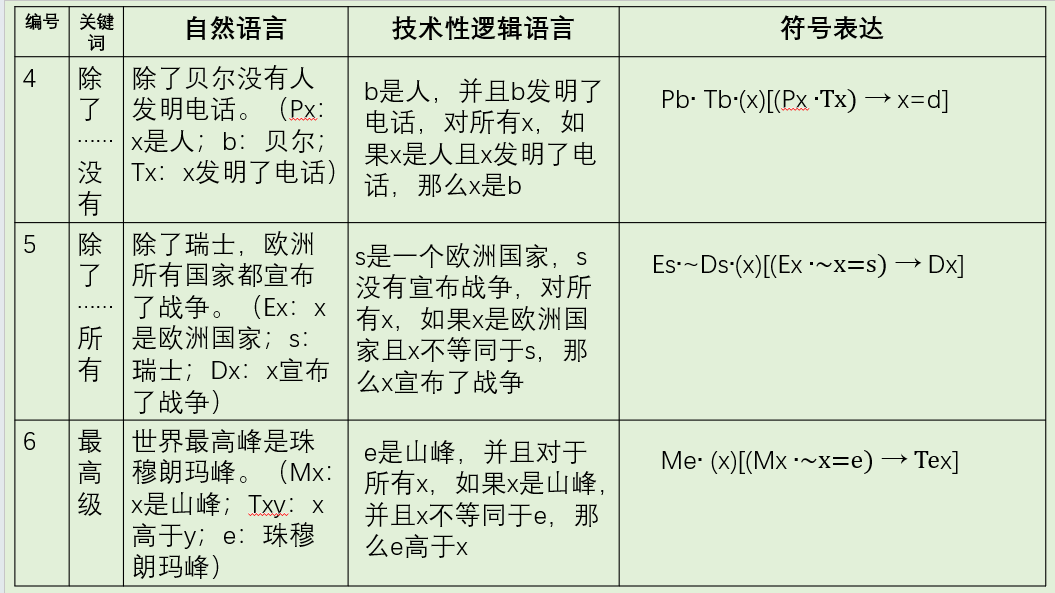 编号
关键
词
自然语言
技术性逻辑语言
符号表达
4
除
了
……
没
有
除了贝尔没有人
发明电话。（Px：
x是人；b：贝尔；
Tx：x发明了电话）
b是人，并且b发明了
电话，对所有x，如
果x是人且x发明了电
话，那么x是b
Pb· Tb·(x)[(Px ·Tx) → x=d]
5
除
了
……
所
有
除了瑞士，欧洲
所有国家都宣布
了战争。（Ex：x
是欧洲国家；s：
瑞士；Dx：x宣布
了战争）
s是一个欧洲国家，s
没有宣布战争，对所
有x，如果x是欧洲国
家且x不等同于s，那
么x宣布了战争
Es·~Ds·(x)[(Ex ·~x=s) → Dx]
6
最
高
级
世界最高峰是珠
穆朗玛峰。（Mx：
x是山峰；Txy：x
高于y；e：珠穆
朗玛峰）
e是山峰，并且对于
所有x，如果x是山峰，
并且x不等同于e，那
么e高于x
Me· (x)[(Mx ·~x=e) → Tex]